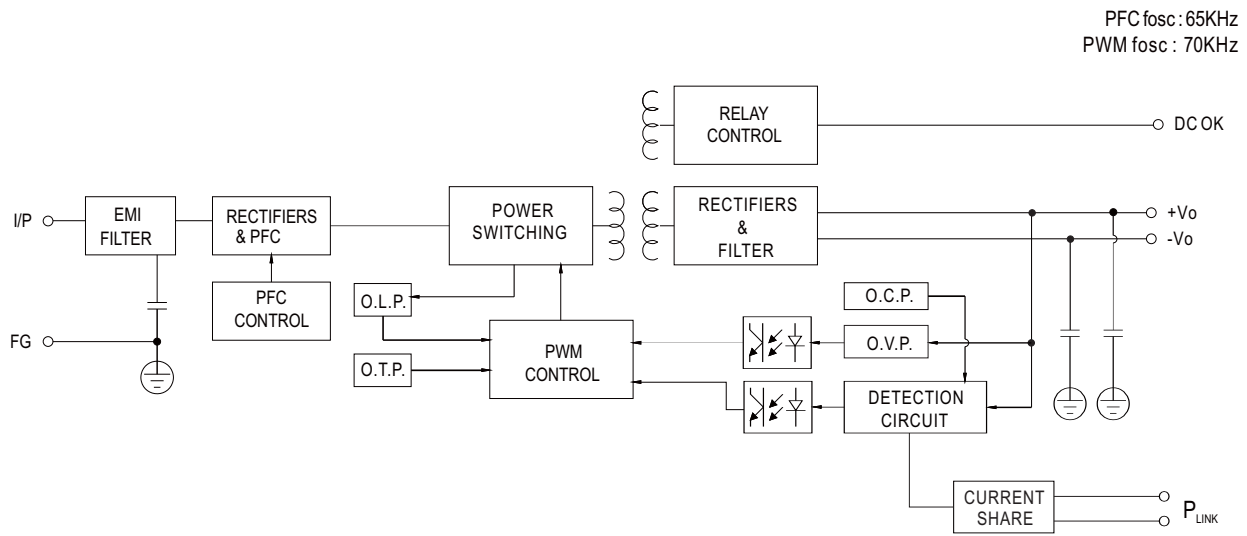 PFC fosc : 65KHz
PWM fosc : 70KHz
RELAY
CONTROL
DC OK
I/P
EMI
FILTER
RECTIFIERS
& PFC
POWER
SWITCHING
RECTIFIERS
&
FILTER
+Vo
-Vo
PFC
CONTROL
O.L.P.
O.C.P.
FG
O.T.P.
PWM
CONTROL
O.V.P.
DETECTION
CIRCUIT
CURRENT
SHARE
PLINK